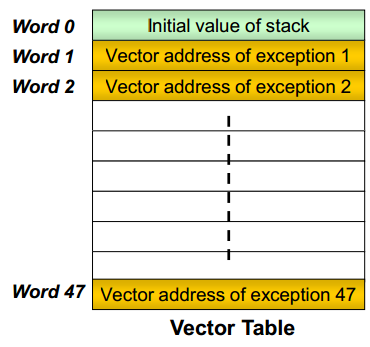 Word 0 Initial value of stack
Word 1 Vector address of exception 1
Word 2 Vector address of exception 2
Word 47 Vector address of exception 47
Vector Table